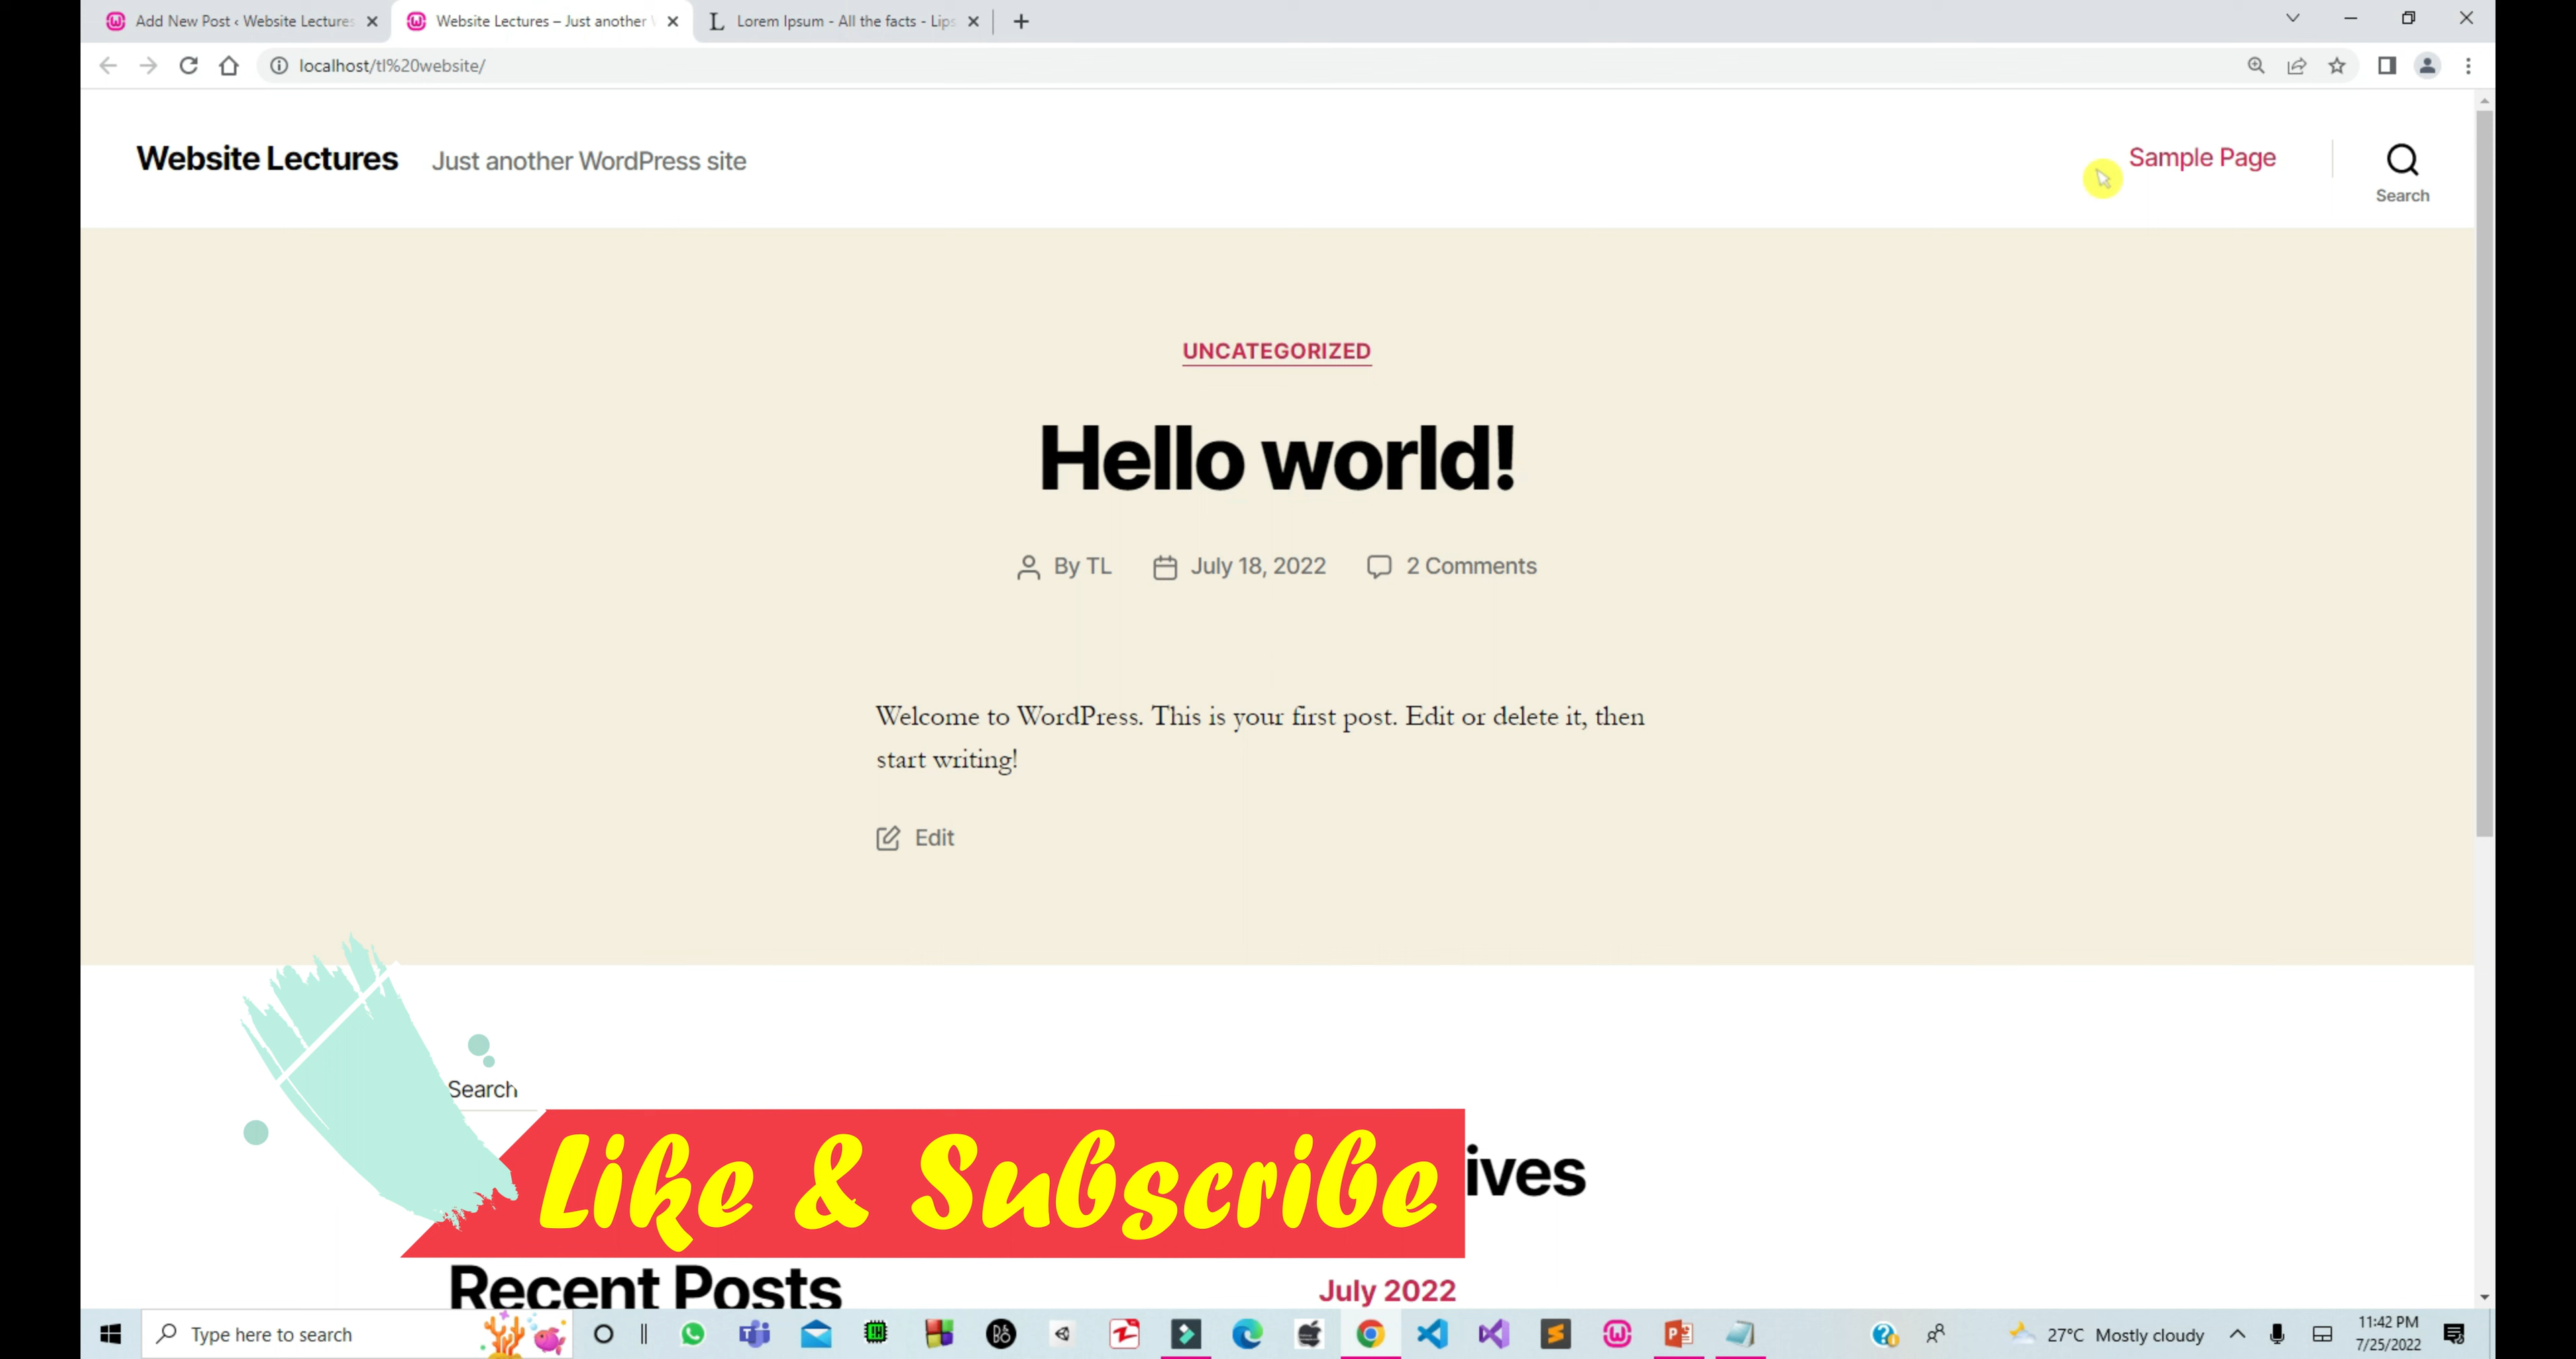 Add New Post ‹ Website Lectures
Website Lectures – Just another
Lorem Ipsum - All the facts - Lips
localhost/tl%20website/
Website Lectures
Just another WordPress site
Sample Page
Search
UNCATEGORIZED
Hello world!
By TL
July 18, 2022
2 Comments
Welcome to WordPress. This is your first post. Edit or delete it, then
start writing!
Edit
Search
Like & Subscribe
ives
Recent Posts
July 2022
Type here to search
27°C Mostly cloudy
11:42 PM
7/25/2022